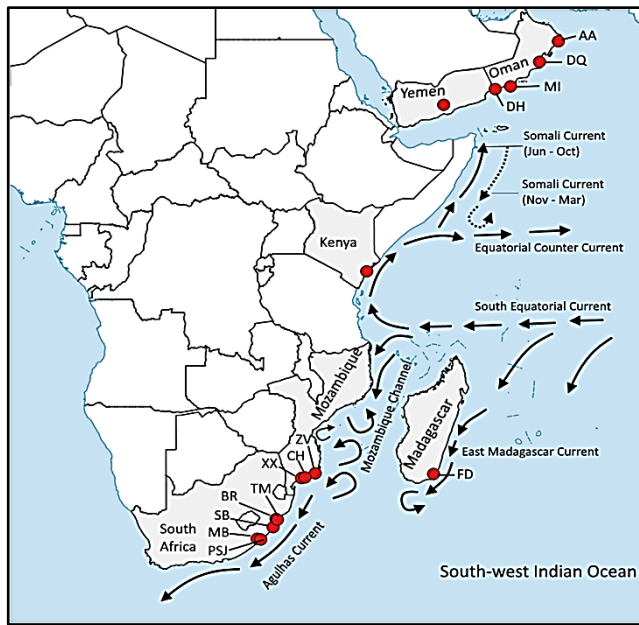 AA
Oman
DQ
Yemen
MI
DH
Somali Current
(Jun - Oct)
Somali Current
(Nov - Mar)
Kenya
Equatorial Counter Current
South Equatorial Current
Mozambique
Mozambique Channel
Madagascar
ZV
CH
XX
East Madagascar Current
FD
TM
BR
SB
South
Africa
MB
PSJ
Agulhas Current
South-west Indian Ocean